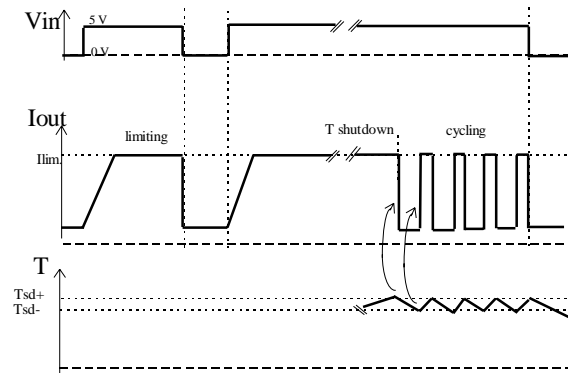 Vin
5 V
0 V
Iout
limiting
T shutdown
cycling
Ilim.
T
Tsd+
Tsd-